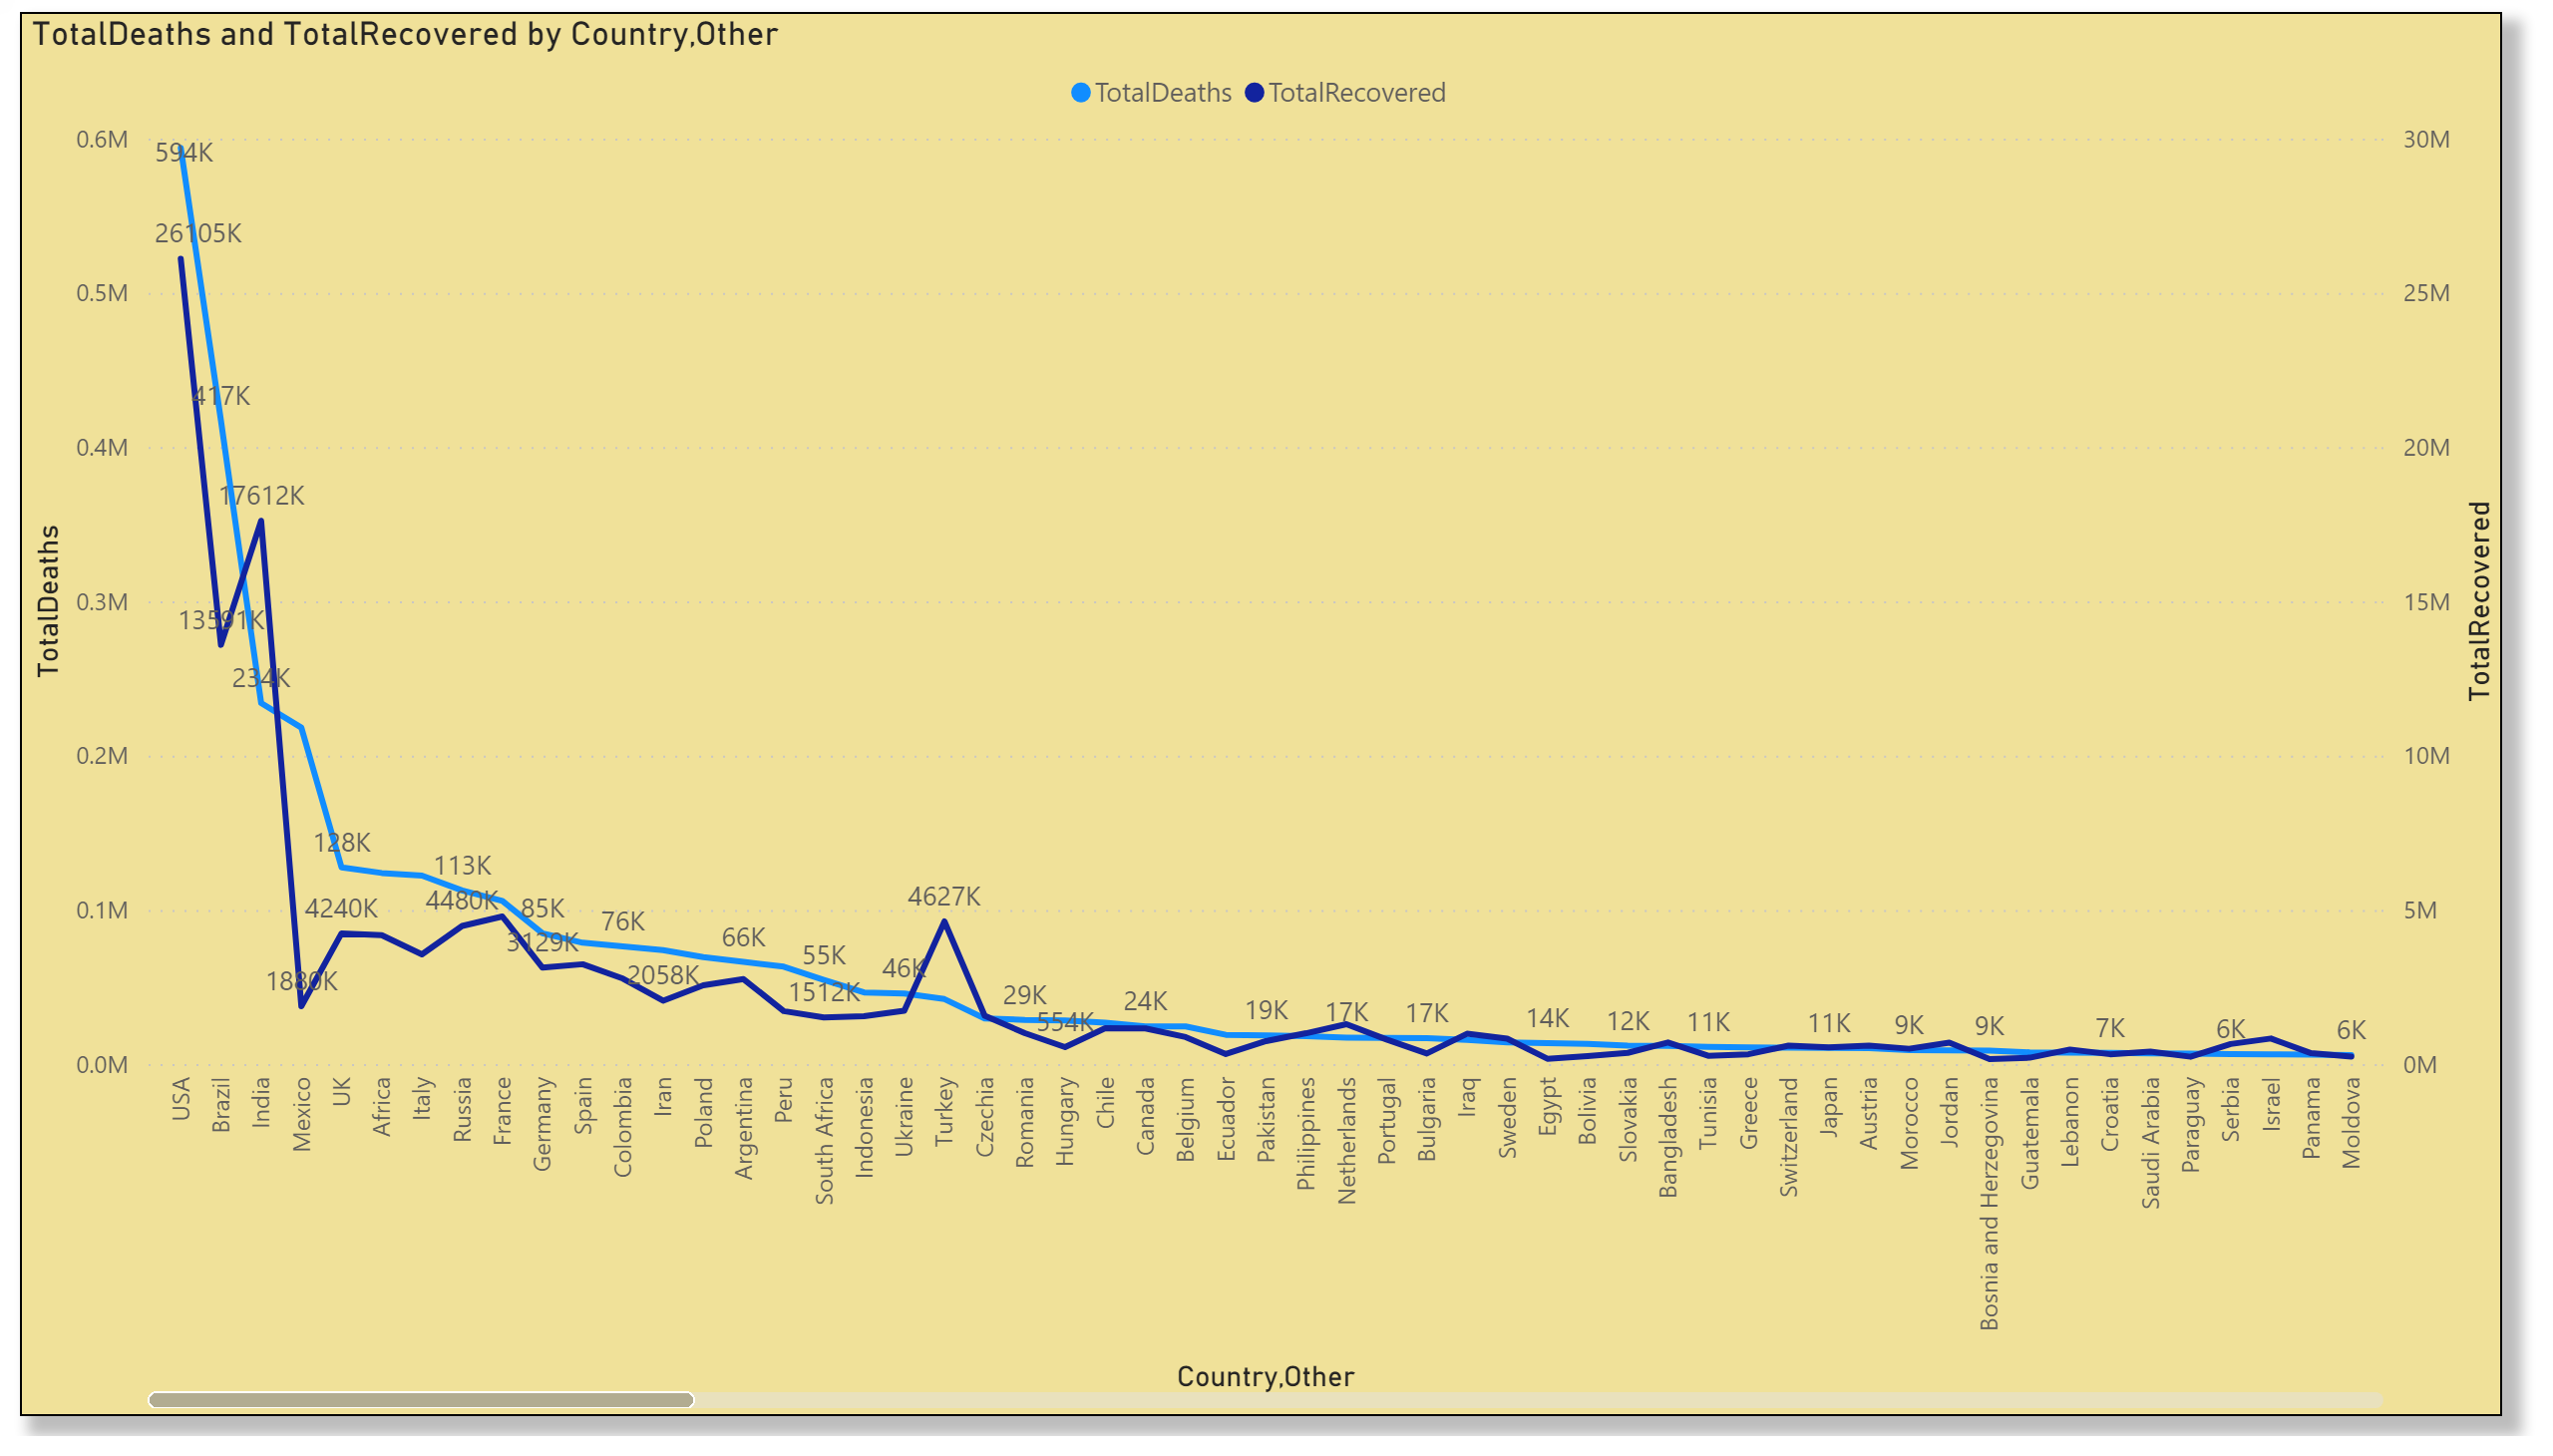 TotalDeaths and TotalRecovered by Country,Other
TotalDeaths TotalRecovered
0.6M
0.5M
0.4M
0.3M
0.2M
0.1M
0.0M
TotalDeaths
30M
25M
20M
15M
10M
5M
0M
TotalRecovered
594K
26105K
417K
17612K
13591K
234K
128K
113K
4240K
4480K
85K
76K
4627K
3129K
66K
1880K
2058K
55K
46K
1512K
29K
554K
24K
19K
17K
17K
14K
12K
11K
11K
9K
9K
7K
6K
6K
USA
Brazil
India
Mexico
UK
Africa
Italy
Russia
France
Germany
Spain
Colombia
Iran
Poland
Argentina
Peru
South Africa
Indonesia
Ukraine
Turkey
Czechia
Romania
Hungary
Chile
Canada
Belgium
Ecuador
Pakistan
Philippines
Netherlands
Portugal
Bulgaria
Iraq
Sweden
Egypt
Bolivia
Slovakia
Bangladesh
Tunisia
Greece
Switzerland
Japan
Austria
Morocco
Jordan
Bosnia and Herzegovina
Guatemala
Lebanon
Croatia
Saudi Arabia
Paraguay
Serbia
Israel
Panama
Moldova
Country,Other